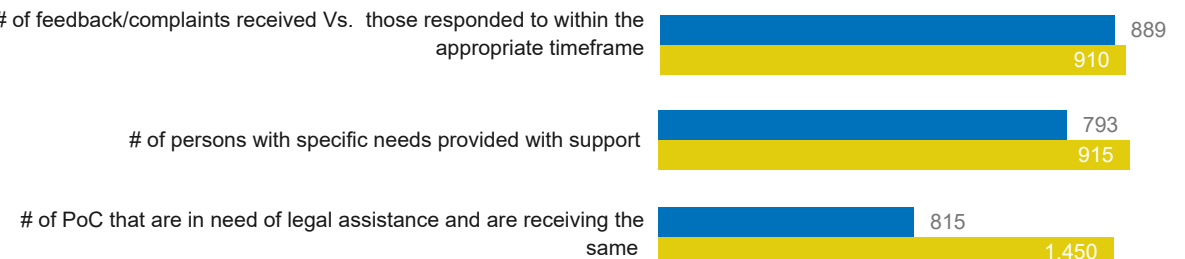 # of feedback/complaints received Vs. those responded to within the
appropriate timeframe
889
910
# of persons with specific needs provided with support
793
915
# of PoC that are in need of legal assistance and are receiving the
same
815
1,450